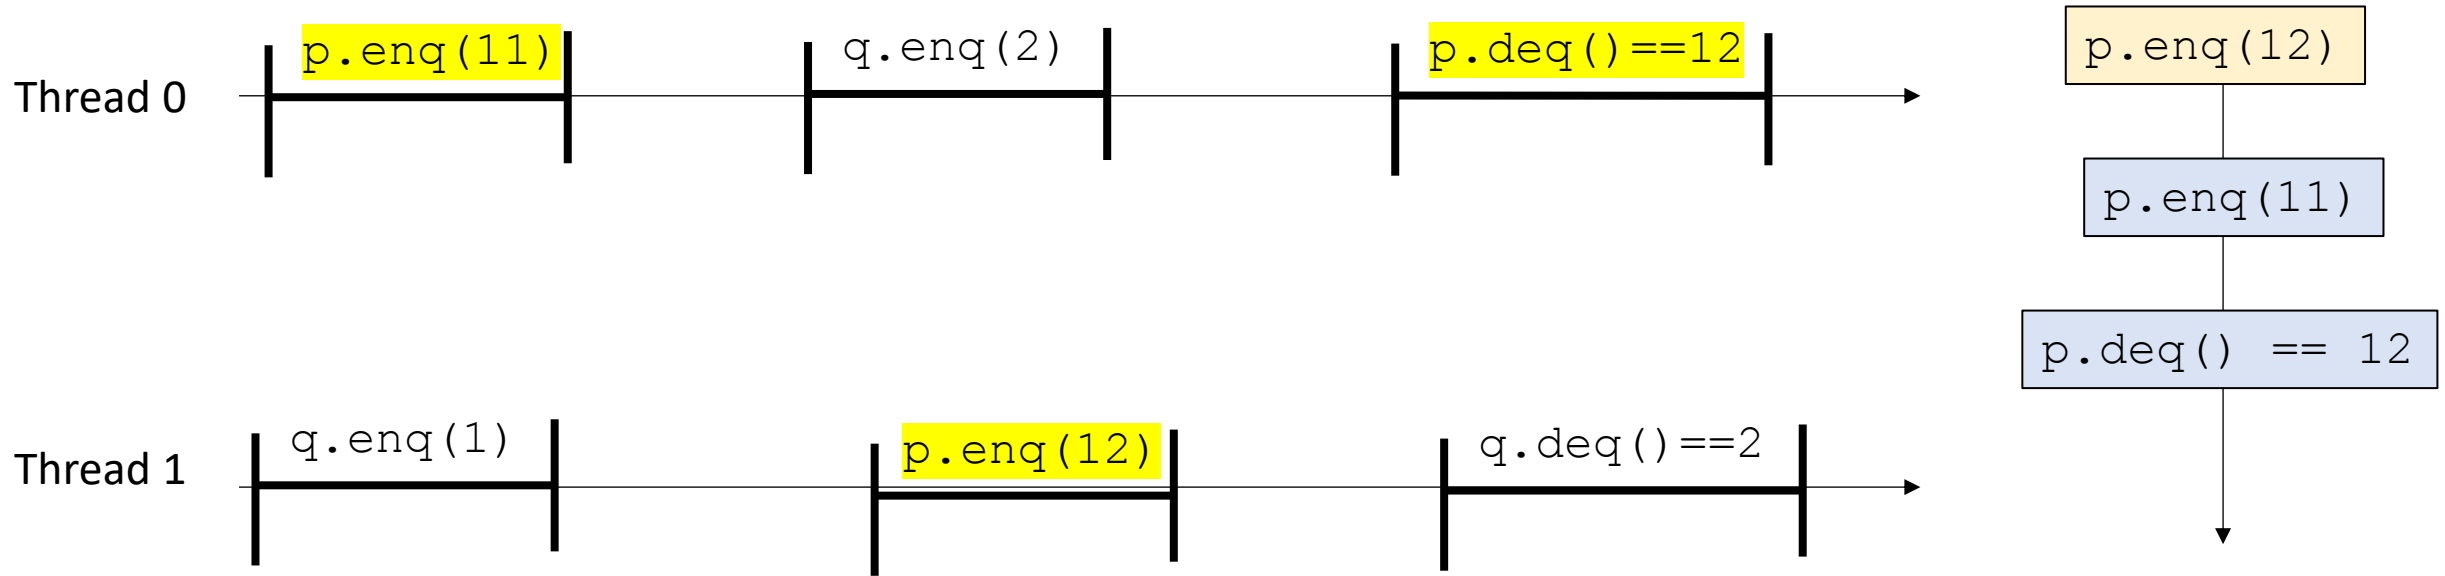 Thread 0
p.enq(11)
q.enq(2)
p.deq()==12
Thread 1
q.enq(1)
p.enq(12)
q.deq()==2
p.enq(12)
p.enq(11)
p.deq() == 12